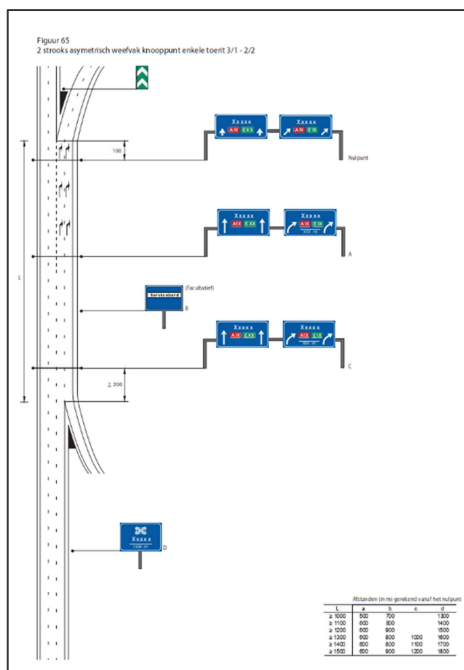 Figuur 65
2 strooks asymetrisch weefvak knooppunt enkele toerit 3/1 - 2/2
Xxxxx
Xxxxx
100
Nulpunt
Xxxxx
Xxxxx
A
L
(Facultatief)
Servicebord
B
Xxxxx
Xxxxx
C
≥ 200
Xxxxx
D
Afstanden (in m) gerekend vanaf het nulpunt
L a b c d
≥ 1000 500 700 1300
≥ 1100 600 800 1400
≥ 1200 600 900 1500
≥ 1300 600 800 1000 1600
≥ 1400 600 800 1100 1700
≥ 1500 600 900 1200 1800